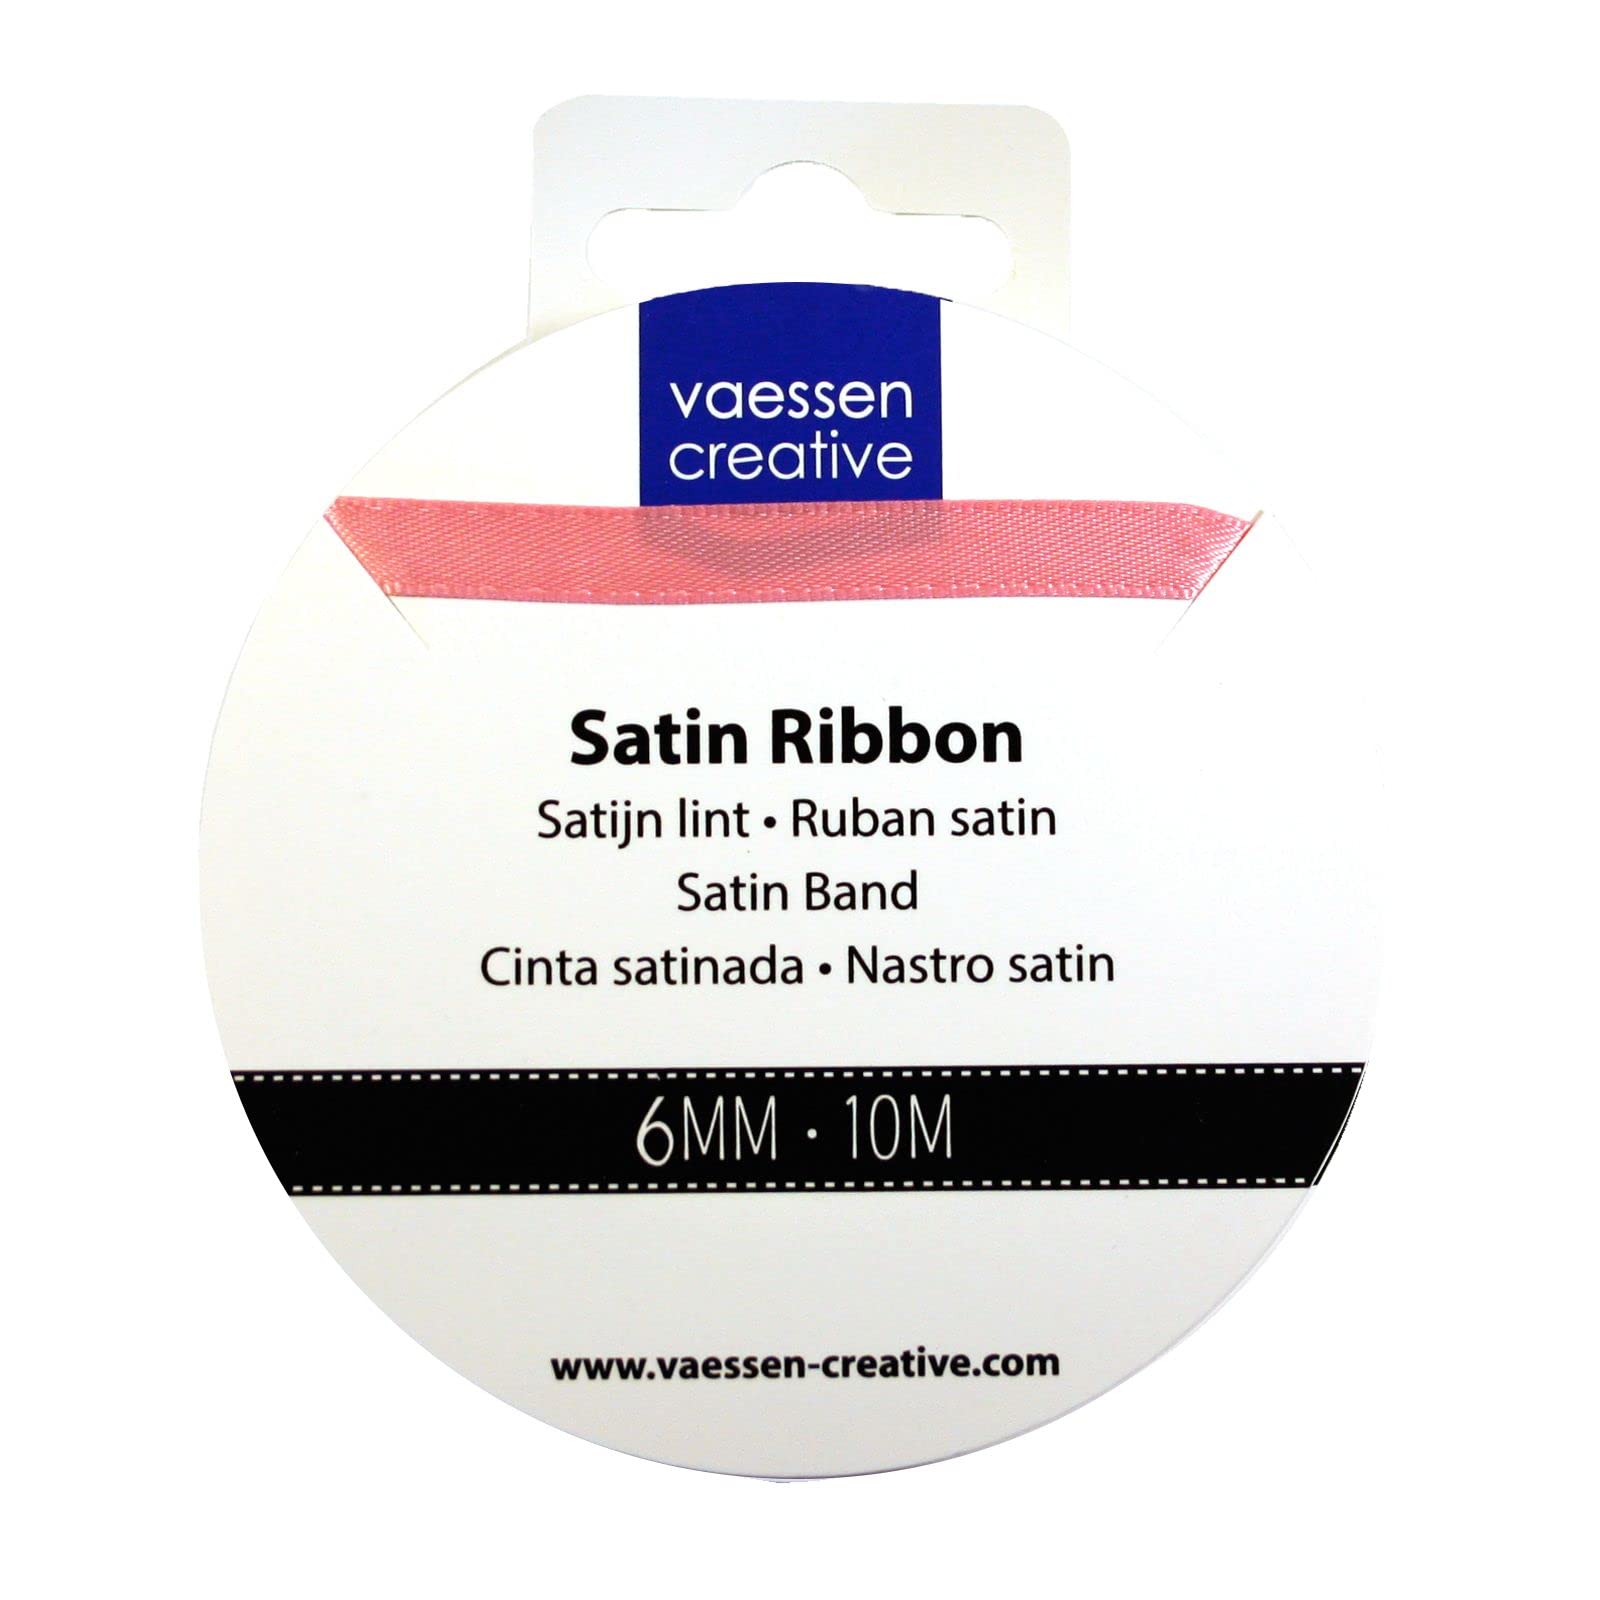 vaessen
creative
Satin Ribbon
Satijn lint • Ruban satin
Satin Band
Cinta satinada • Nastro satin
6MM • 10M
www.vaessen-creative.com